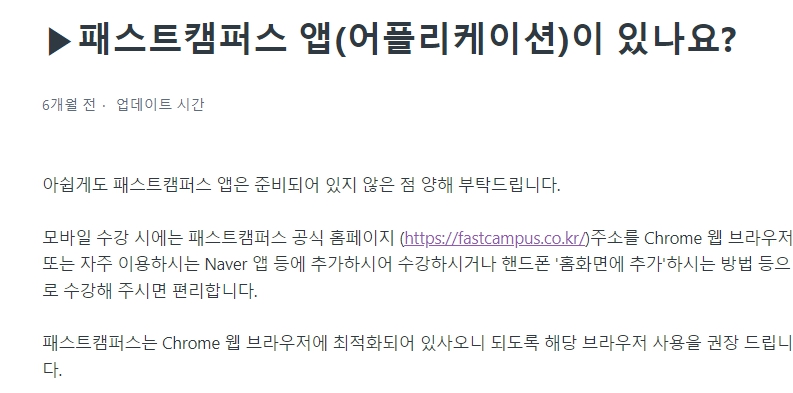 ▶패스트캠퍼스 앱(어플리케이션)이 있나요?
6개월 전 · 업데이트 시간
아쉽게도 패스트캠퍼스 앱은 준비되어 있지 않은 점 양해 부탁드립니다.
모바일 수강 시에는 패스트캠퍼스 공식 홈페이지 (https://fastcampus.co.kr/)주소를 Chrome 웹 브라우저
또는 자주 이용하시는 Naver 앱 등에 추가하시어 수강하시거나 핸드폰 '홈화면에 추가'하시는 방법 등으
로 수강해 주시면 편리합니다.
패스트캠퍼스는 Chrome 웹 브라우저에 최적화되어 있사오니 되도록 해당 브라우저 사용을 권장 드립니
다.